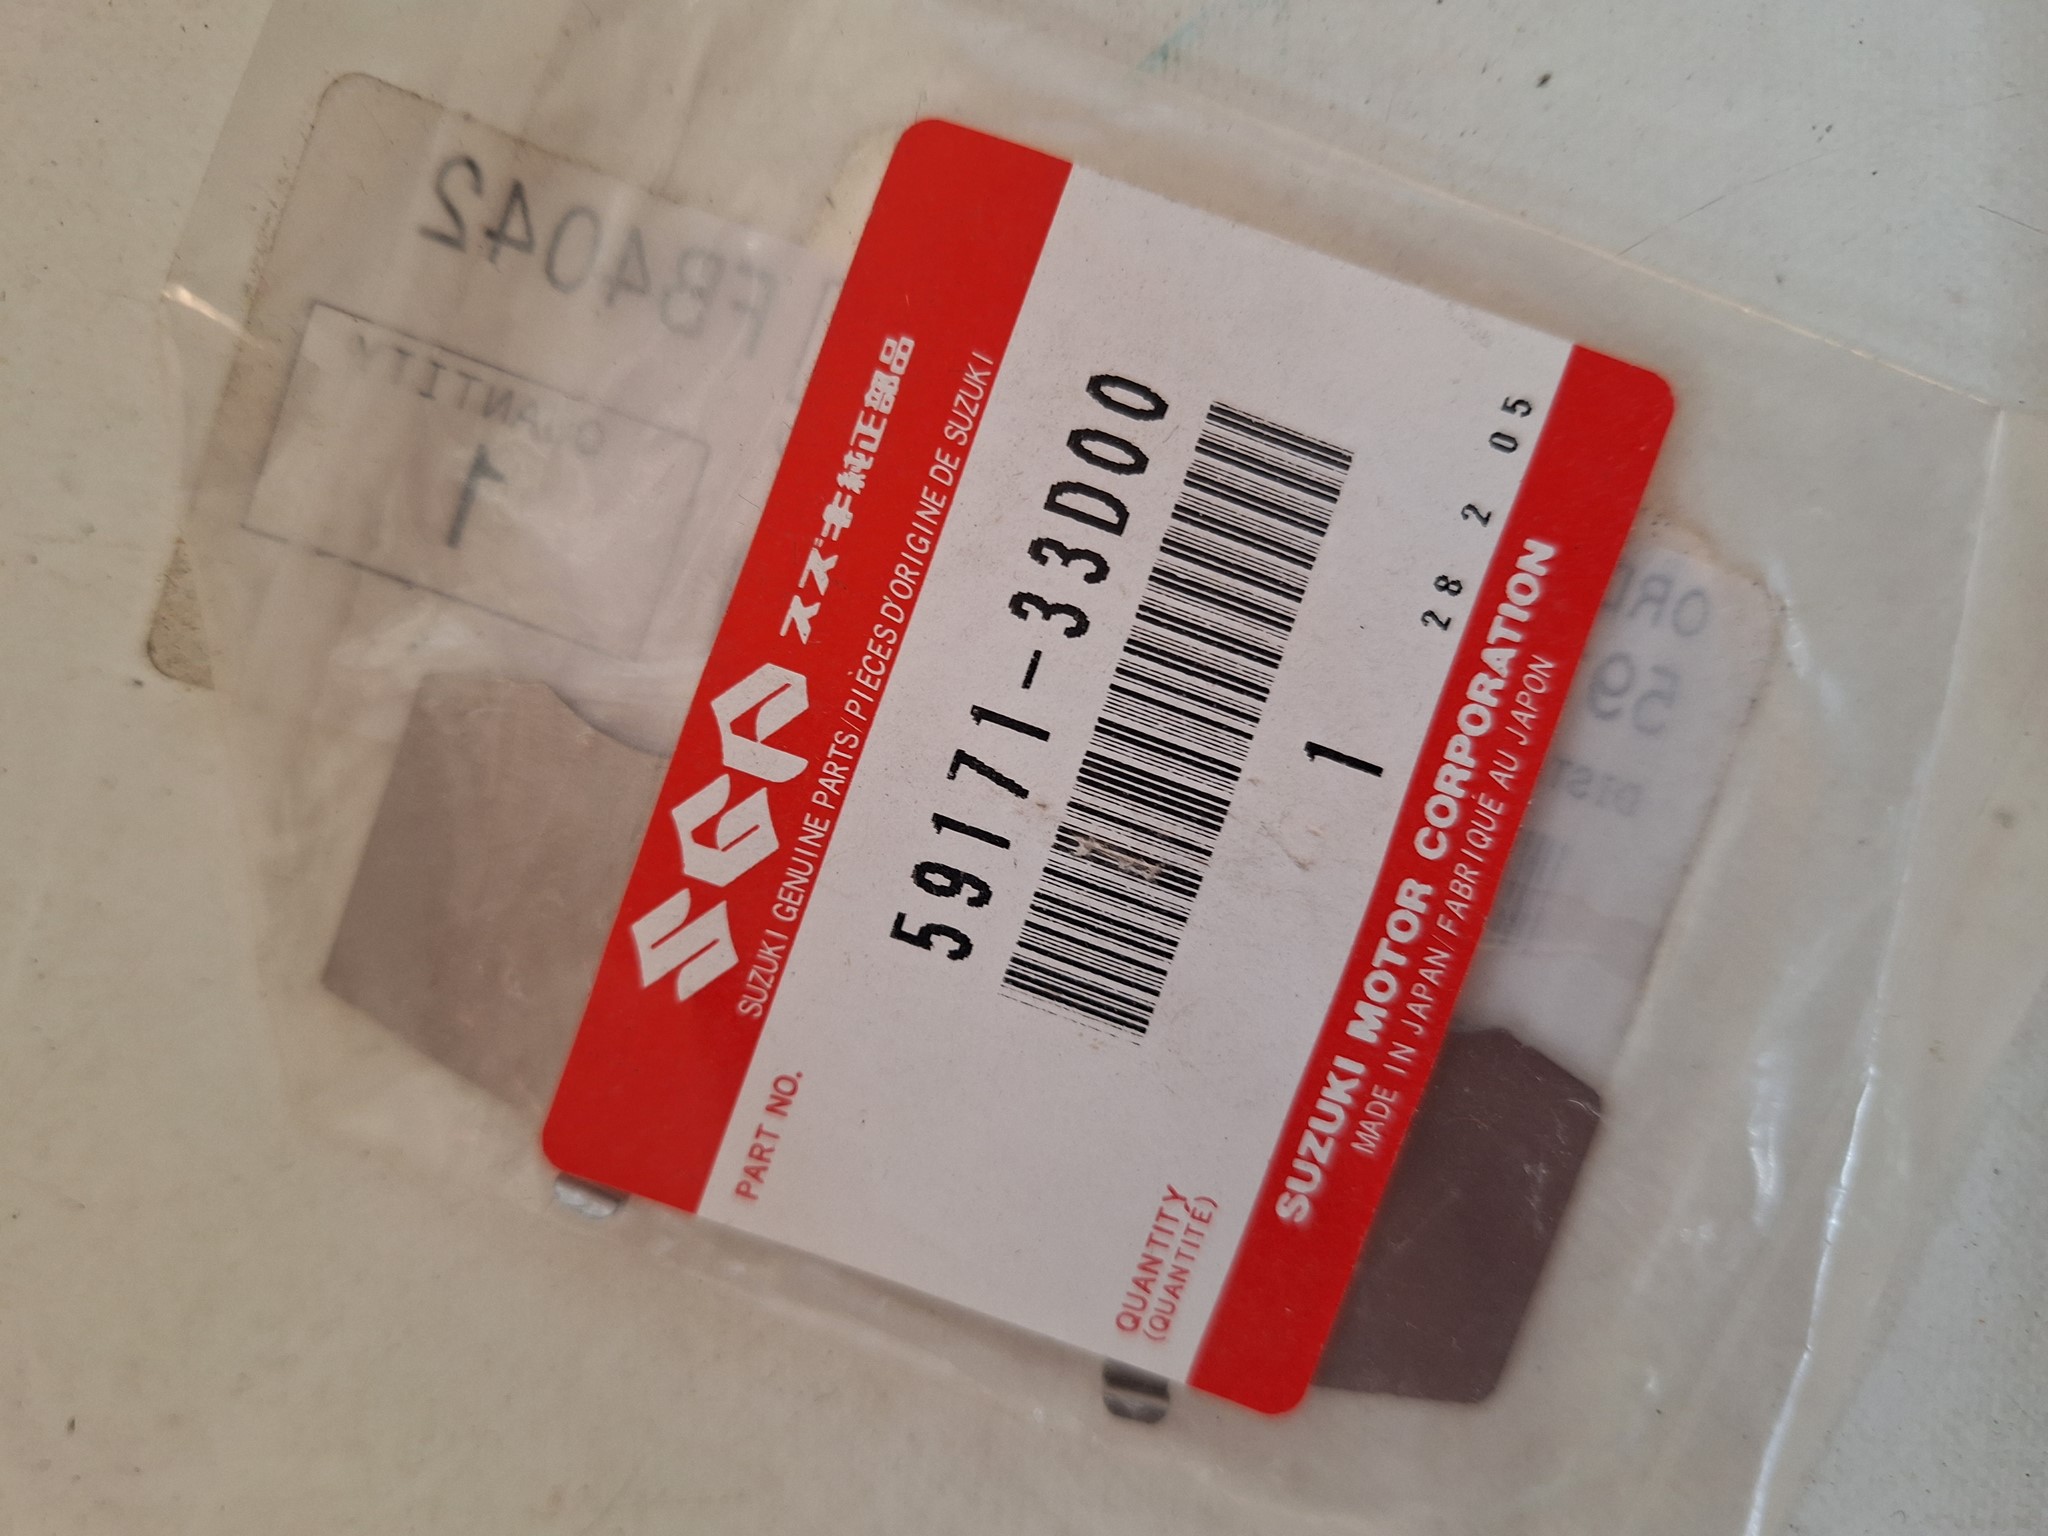 SGP スズキ純正部品
SUZUKI GENUINE PARTS/PIÈCES D'ORIGINE DE SUZUKI
PART NO.
59171-33D00
QUANTITY
(QUANTITÉ)
1
28 2 05
SUZUKI MOTOR CORPORATION
MADE IN JAPAN/FABRIQUÉ AU JAPON
FB4042
QUANTITY
1
59